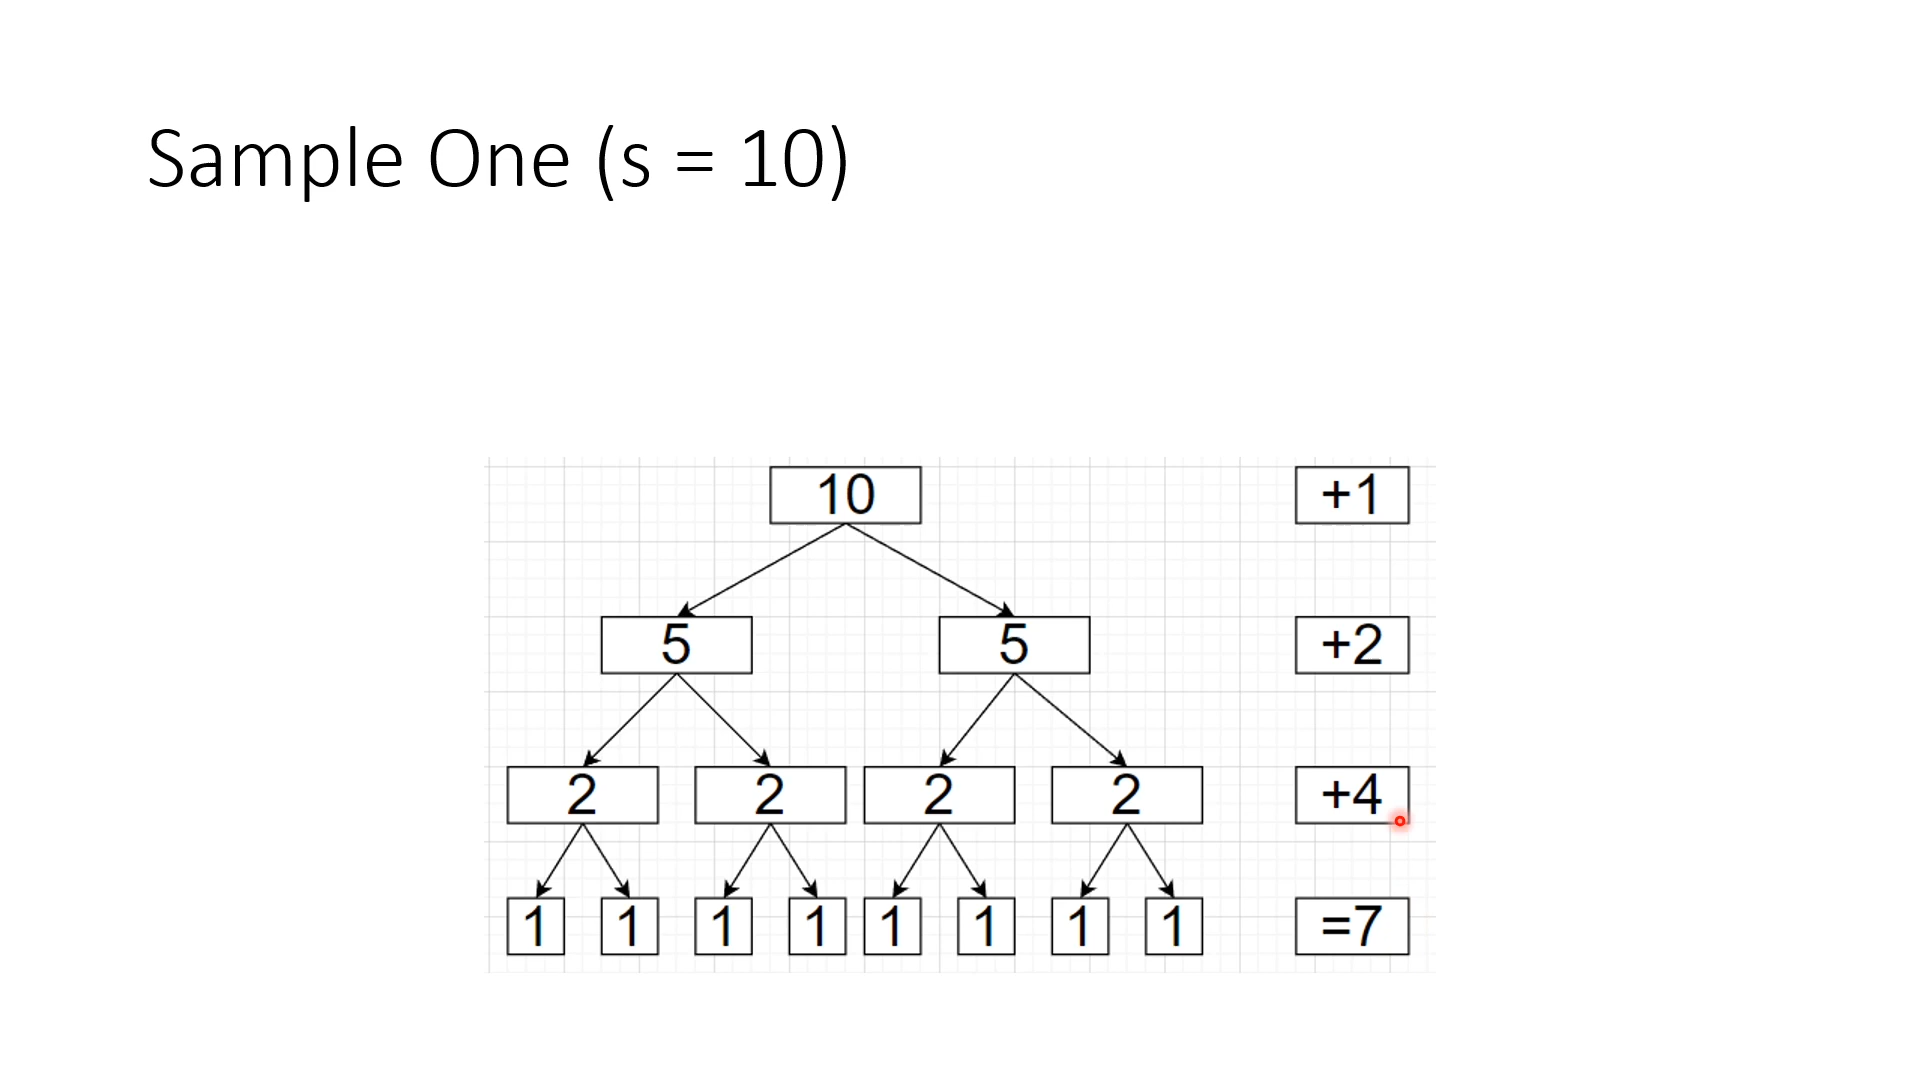 Sample One (s = 10)
10 +1
5 5 +2
2 2 2 2 +4
1 1 1 1 1 1 1 1 =7